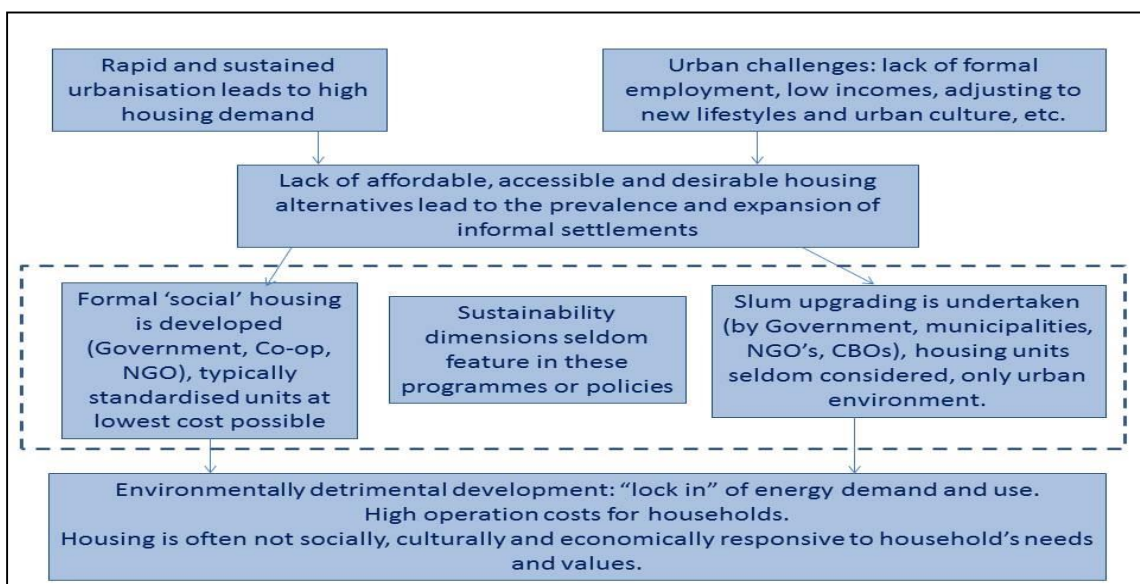 Rapid and sustained
urbanisation leads to high
housing demand
Urban challenges: lack of formal
employment, low incomes, adjusting to
new lifestyles and urban culture, etc.
Lack of affordable, accessible and desirable housing
alternatives lead to the prevalence and expansion of
informal settlements
Formal ‘social’ housing
is developed
(Government, Co-op,
NGO), typically
standardised units at
lowest cost possible
Sustainability
dimensions seldom
feature in these
programmes or policies
Slum upgrading is undertaken
(by Government, municipalities,
NGO’s, CBOs), housing units
seldom considered, only urban
environment.
Environmentally detrimental development: “lock in” of energy demand and use.
High operation costs for households.
Housing is often not socially, culturally and economically responsive to household’s needs
and values.